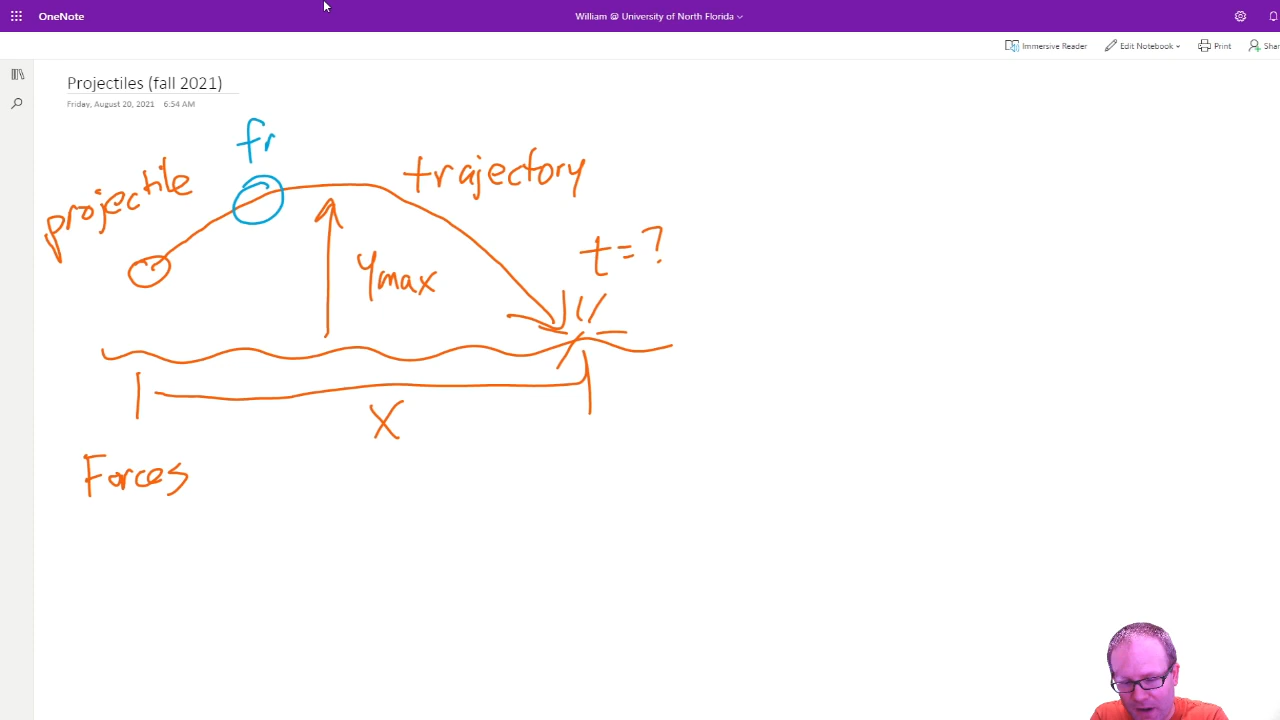 OneNote
William @ University of North Florida
Immersive Reader
Edit Notebook
Print
Shar
Projectiles (fall 2021)
Friday, August 20, 2021 6:54 AM
fr
projectile
trajectory
t=?
ymax
X
Forces